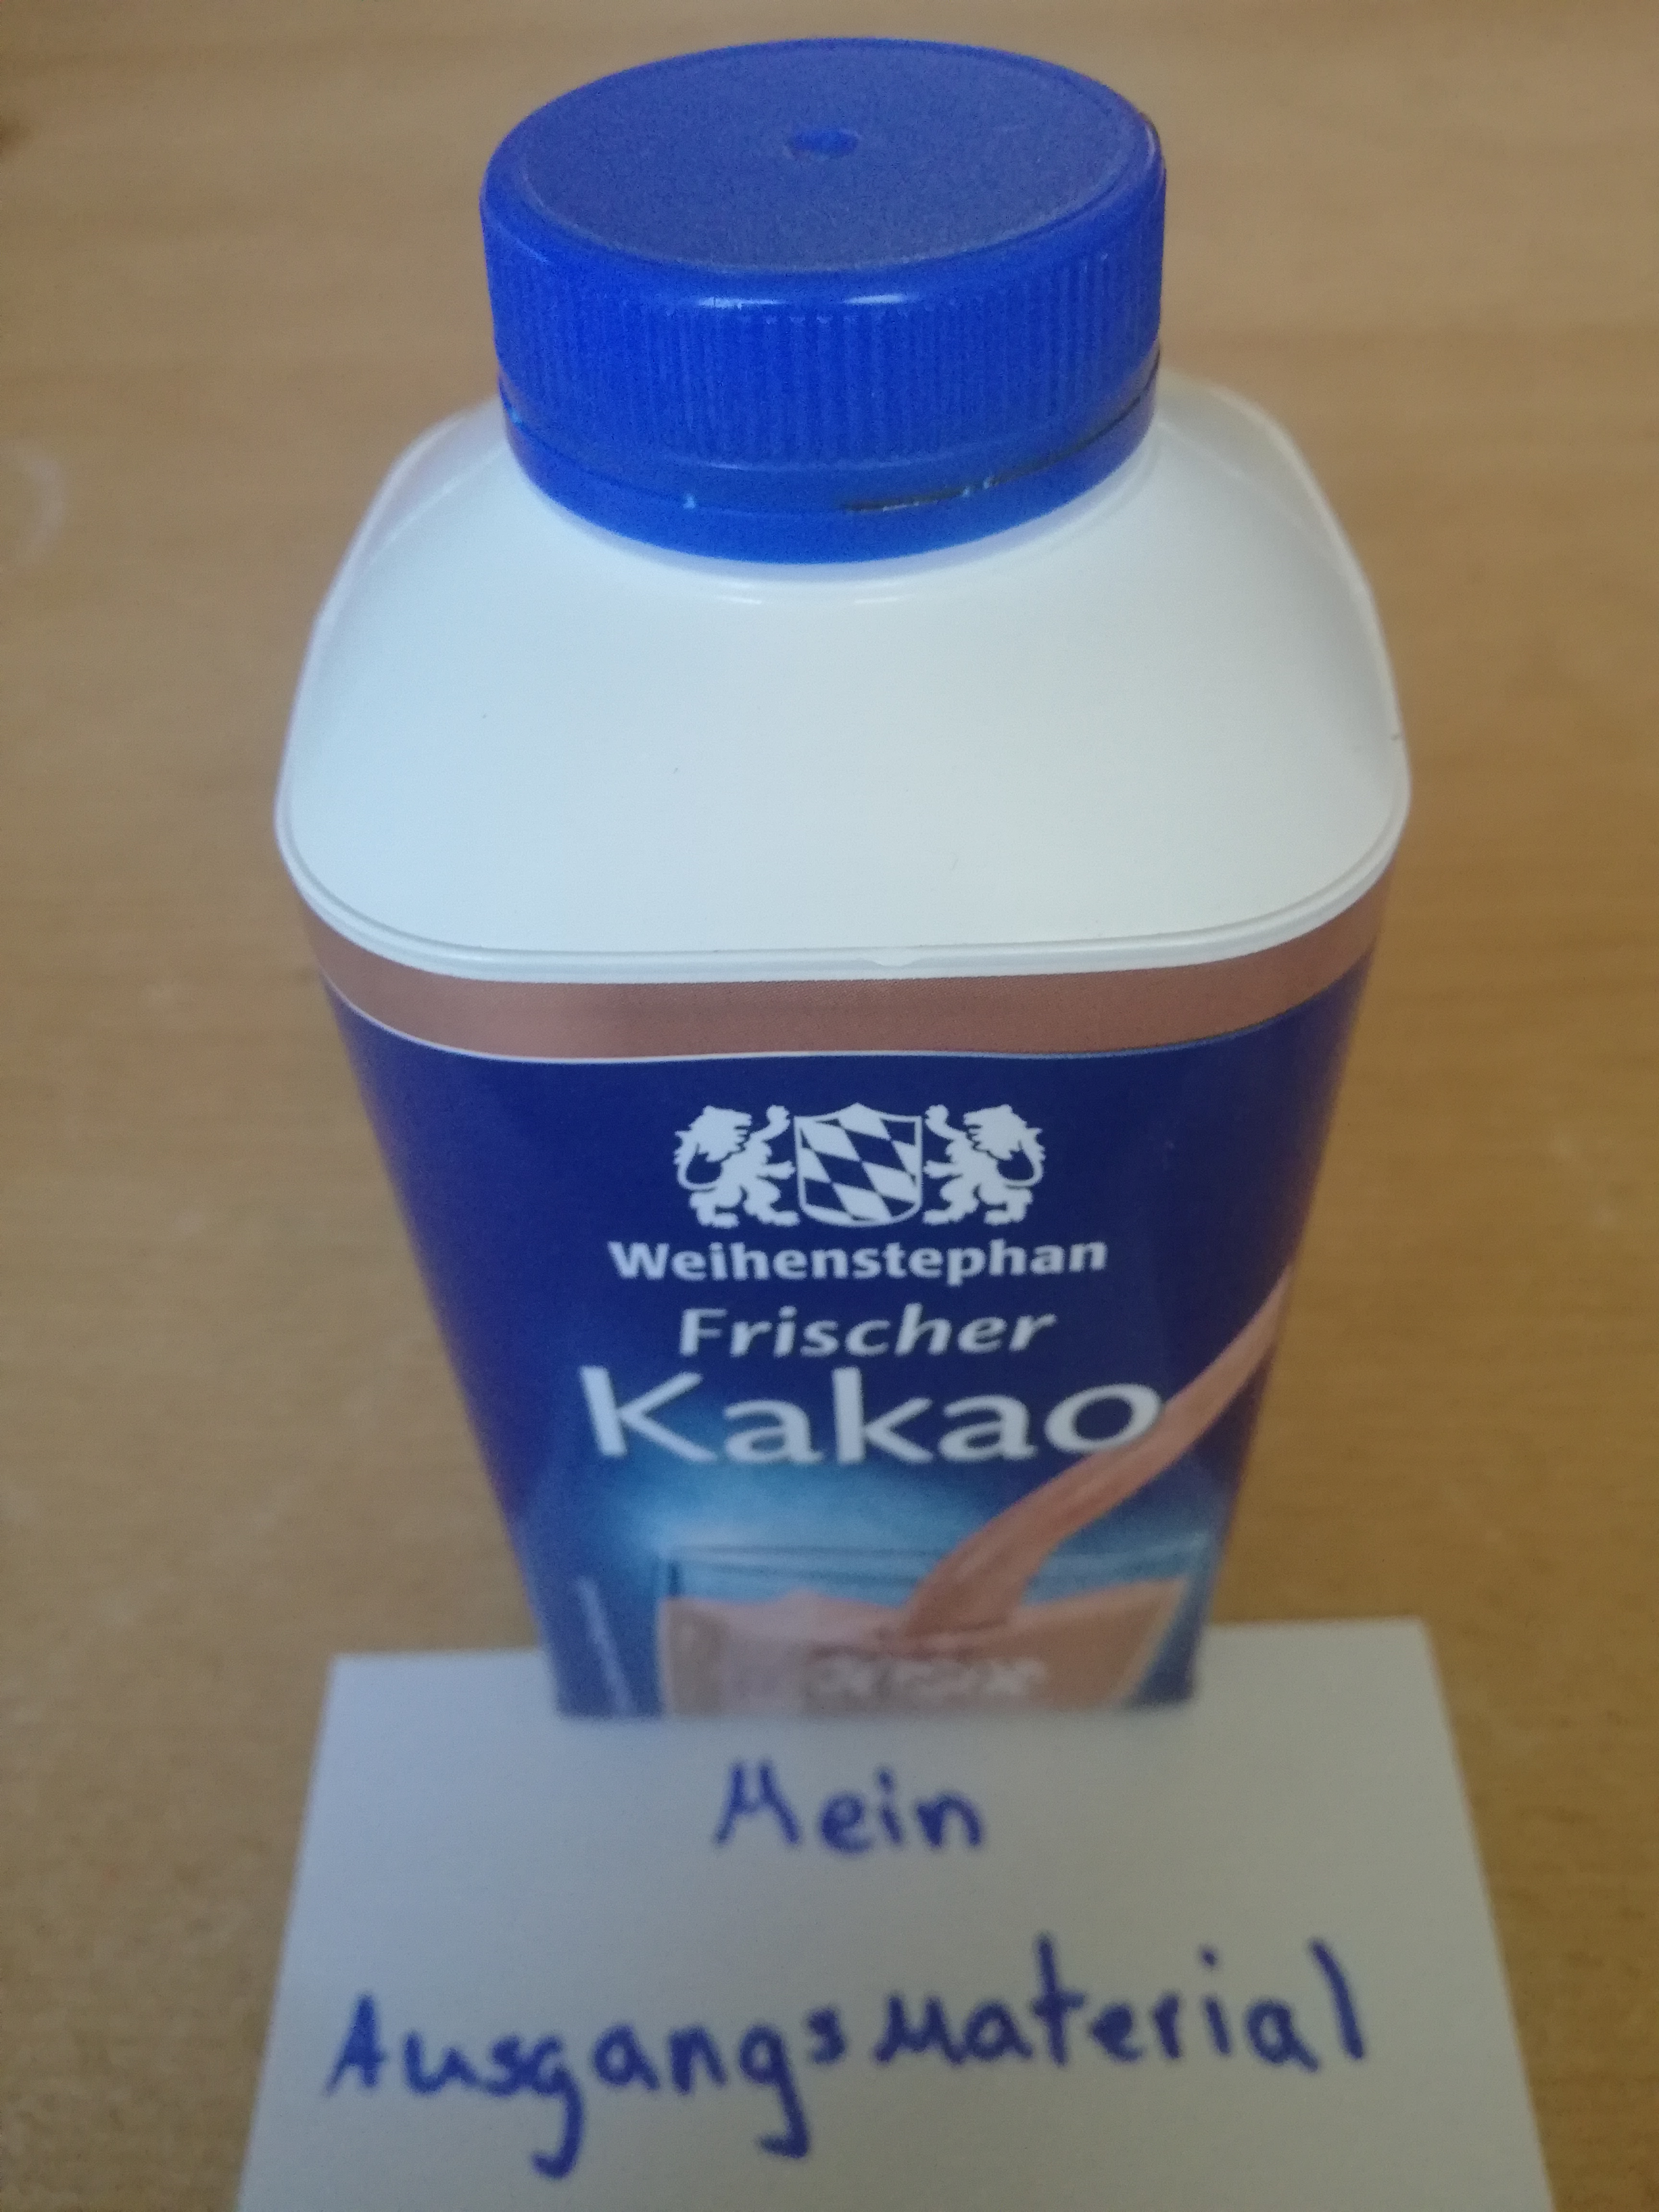 Weihenstephan
Frischer
Kakao
Mein
Ausgangsmaterial